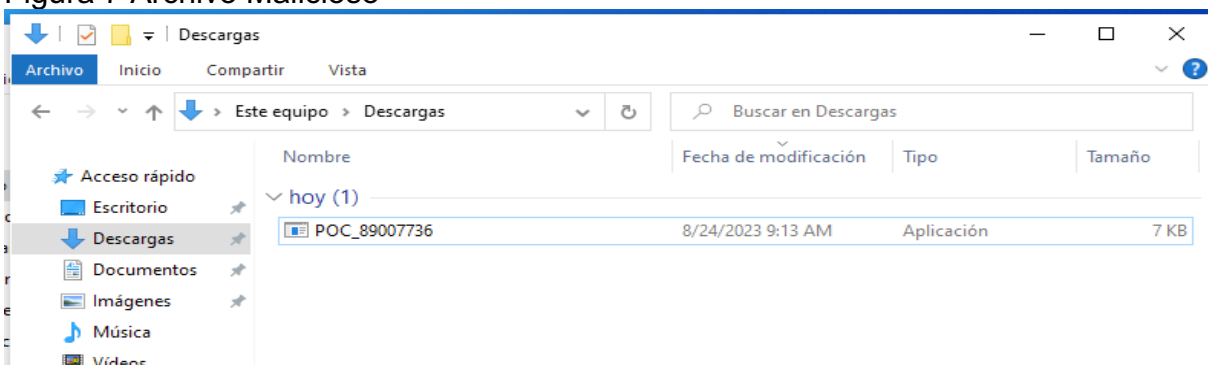 Figura 7 Archivo Malicioso
Descargas
Archivo Inicio Compartir Vista
Este equipo > Descargas
Buscar en Descargas
Nombre Fecha de modificación Tipo Tamaño
Acceso rápido
hoy (1)
Escritorio
POC_89007736 8/24/2023 9:13 AM Aplicación 7 KB
Descargas
Documentos
Imágenes
Música
Vídeos